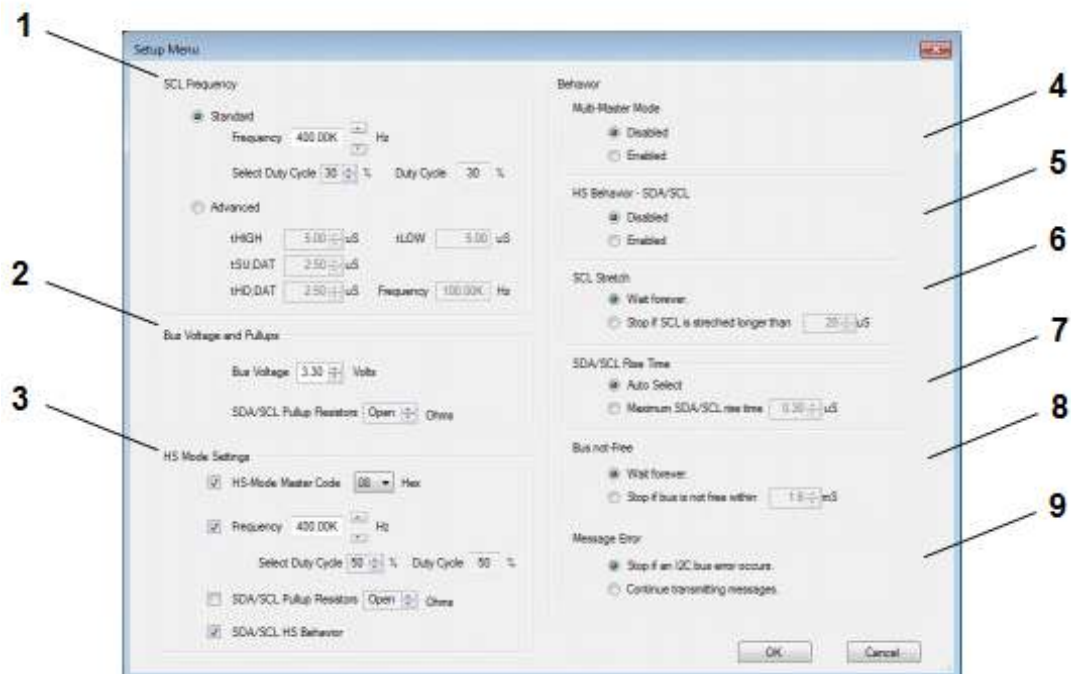 1
Setup Menu
SCL Frequency
Standard
Frequency 400.00K Hz
Select Duty Cycle 30 % Duty Cycle 30 %
Advanced
tHIGH 5.00 uS tLOW 5.00 uS
tSU;DAT 2.50 uS
tHD;DAT 2.50 uS Frequency 100.00K Hz
2
Bus Voltage and Pullups
Bus Voltage 3.30 Volts
SDA/SCL Pullup Resistors Open Ohms
3
HS Mode Settings
HS-Mode Master Code 08 Hex
Frequency 400.00K Hz
Select Duty Cycle 50 % Duty Cycle 50 %
SDA/SCL Pullup Resistors Open Ohms
SDA/SCL HS Behavior
Behavior
4
Multi-Master Mode
Disabled
Enabled
5
HS Behavior - SDA/SCL
Disabled
Enabled
6
SCL Stretch
Wait forever.
Stop if SCL is streched longer than 20 uS
7
SDA/SCL Rise Time
Auto Select
Maximum SDA/SCL rise time 0.30 uS
8
Bus not-Free
Wait forever.
Stop if bus is not free within 1.6 mS
9
Message Error
Stop if an I2C bus error occurs.
Continue transmitting messages.
OK Cancel